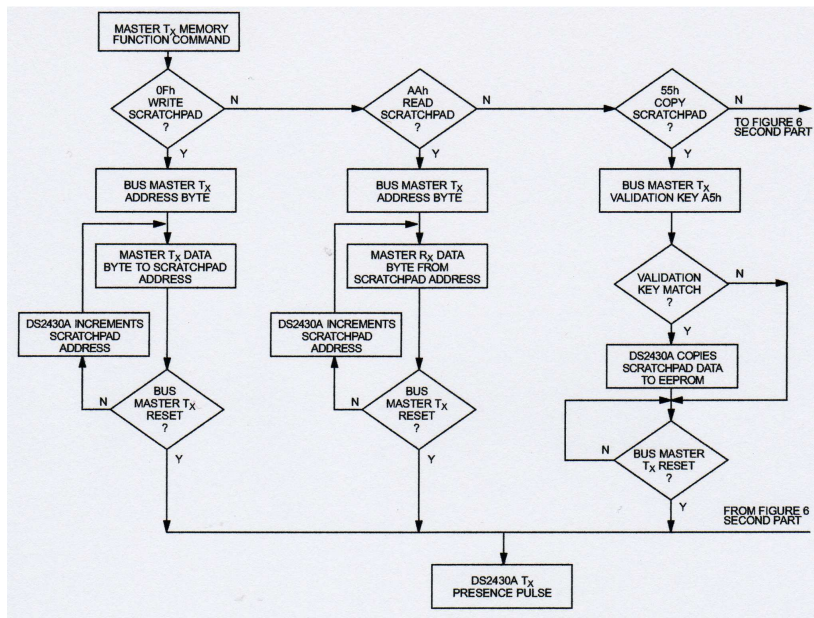 MASTER TX MEMORY
FUNCTION COMMAND
0Fh
WRITE
SCRATCHPAD
?
N
Y
AAh
READ
SCRATCHPAD
?
N
Y
55h
COPY
SCRATCHPAD
?
N
Y
TO FIGURE 6
SECOND PART
BUS MASTER TX
ADDRESS BYTE
BUS MASTER TX
ADDRESS BYTE
BUS MASTER TX
VALIDATION KEY A5h
MASTER TX DATA
BYTE TO SCRATCHPAD
ADDRESS
MASTER RX DATA
BYTE FROM
SCRATCHPAD ADDRESS
VALIDATION
KEY MATCH
?
N
Y
DS2430A INCREMENTS
SCRATCHPAD
ADDRESS
DS2430A INCREMENTS
SCRATCHPAD
ADDRESS
DS2430A COPIES
SCRATCHPAD DATA
TO EEPROM
BUS
MASTER TX
RESET
?
N
Y
BUS
MASTER TX
RESET
?
N
Y
BUS MASTER
TX RESET
?
N
Y
FROM FIGURE 6
SECOND PART
DS2430A TX
PRESENCE PULSE